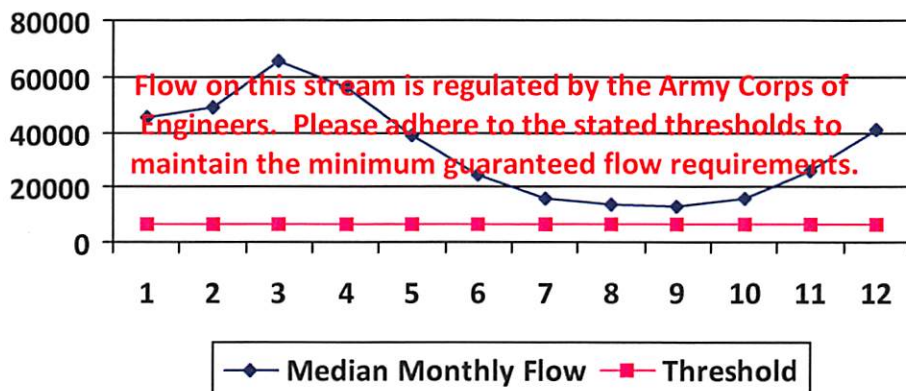 80000
60000
40000
20000
0
Flow on this stream is regulated by the Army Corps of
Engineers. Please adhere to the stated thresholds to
maintain the minimum guaranteed flow requirements.
1 2 3 4 5 6 7 8 9 10 11 12
Median Monthly Flow Threshold